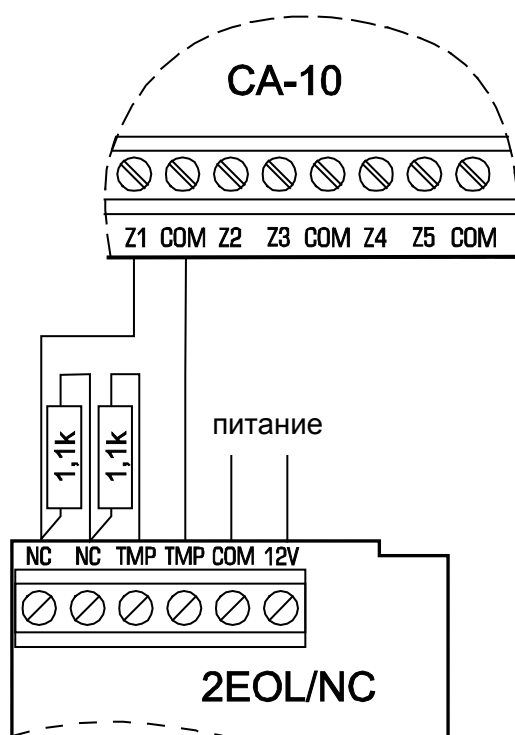 CA-10
Z1 COM Z2 Z3 COM Z4 Z5 COM
1,1k 1,1k
питание
NC NC TMP TMP COM 12V
2EOL/NC